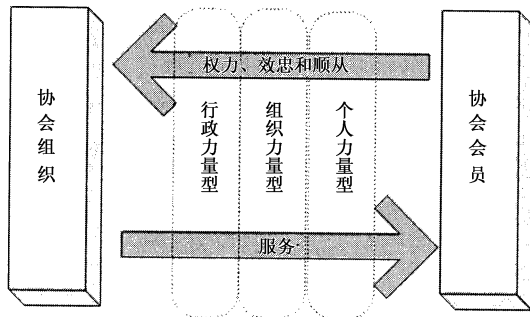 权力、效忠和顺从
协会组织
行政力量型
组织力量型
个人力量型
协会会员
服务